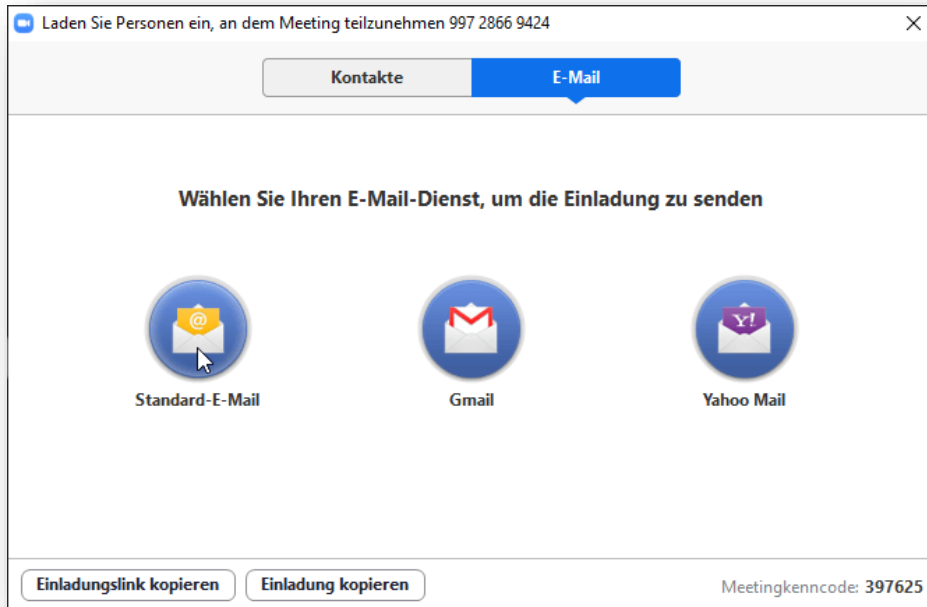 Laden Sie Personen ein, an dem Meeting teilzunehmen 997 2866 9424
Kontakte
E-Mail
Wählen Sie Ihren E-Mail-Dienst, um die Einladung zu senden
@
Y!
Standard-E-Mail
Gmail
Yahoo Mail
Einladungslink kopieren
Einladung kopieren
Meetingkenncode: 397625